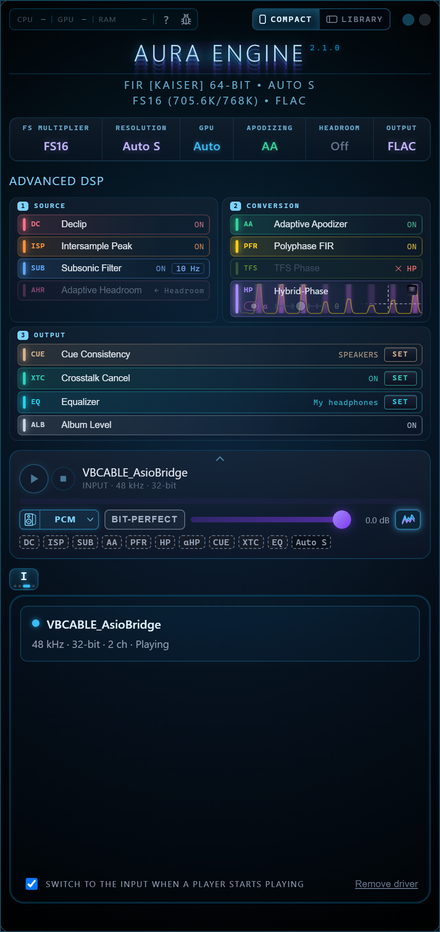 CPU – | GPU – | RAM – ?
COMPACT LIBRARY
AURA ENGINE 2.1.0
FIR [KAISER] 64-BIT • AUTO S
FS16 (705.6K/768K) • FLAC
FS MULTIPLIER RESOLUTION GPU APODIZING HEADROOM OUTPUT
FS16 Auto S Auto AA Off FLAC
ADVANCED DSP
1 SOURCE
DC Declip ON
ISP Intersample Peak ON
SUB Subsonic Filter ON 10 Hz
AHR Adaptive Headroom + Headroom
2 CONVERSION
AA Adaptive Apodizer ON
PFR Polyphase FIR ON
TFS TFS Phase × HP
HP Hybrid-Phase
α 0
3 OUTPUT
CUE Cue Consistency SPEAKERS SET
XTC Crosstalk Cancel ON SET
EQ Equalizer My headphones SET
ALB Album Level ON
VBCABLE_AsioBridge
INPUT · 48 kHz · 32-bit
PCM BIT-PERFECT 0.0 dB
DC ISP SUB AA PFR HP αHP CUE XTC EQ Auto S
I
VBCABLE_AsioBridge
48 kHz · 32-bit · 2 ch · Playing
SWITCH TO THE INPUT WHEN A PLAYER STARTS PLAYING Remove driver